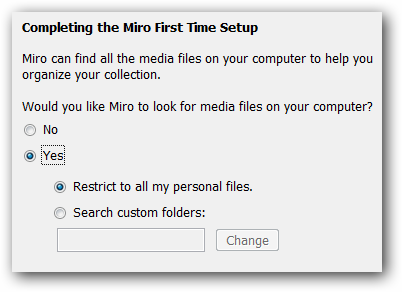 Completing the Miro First Time Setup
Miro can find all the media files on your computer to help you
organize your collection.
Would you like Miro to look for media files on your computer?
No
Yes
Restrict to all my personal files.
Search custom folders:
Change